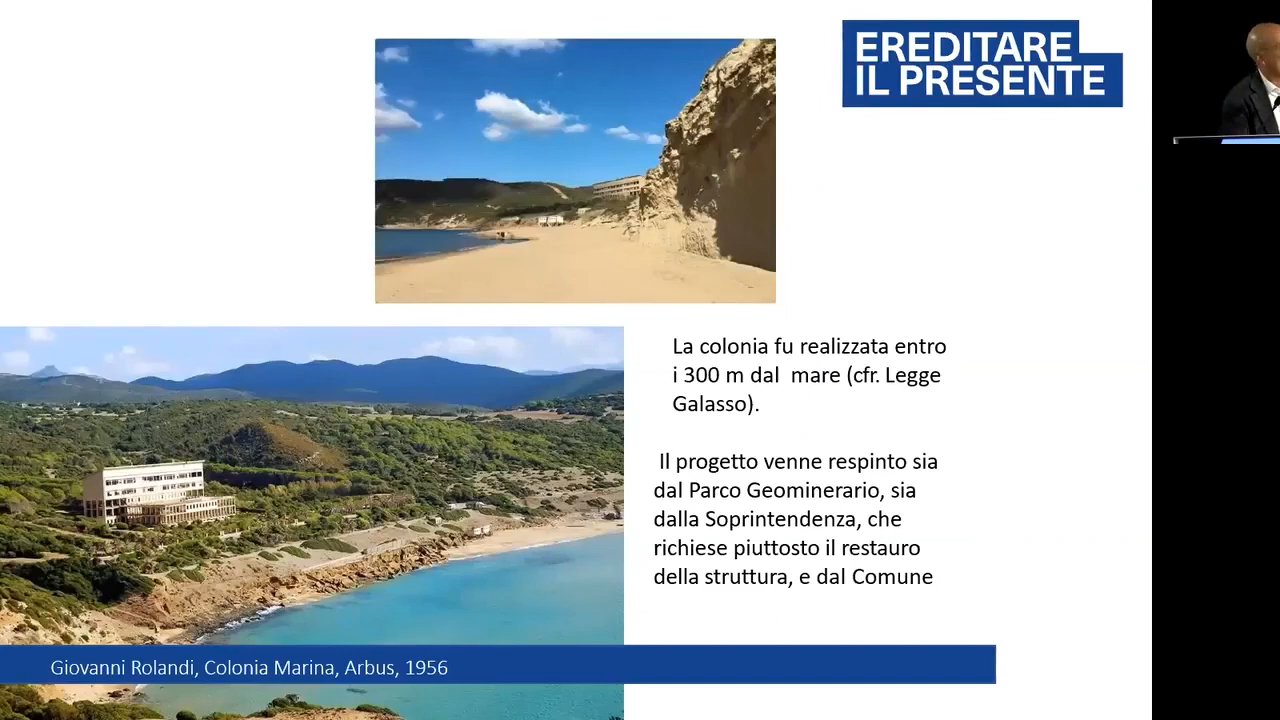 EREDITARE
IL PRESENTE
La colonia fu realizzata entro
i 300 m dal  mare (cfr. Legge
Galasso).
Il progetto venne respinto sia
dal Parco Geominerario, sia
dalla Soprintendenza, che
richiese piuttosto il restauro
della struttura, e dal Comune
Giovanni Rolandi, Colonia Marina, Arbus, 1956